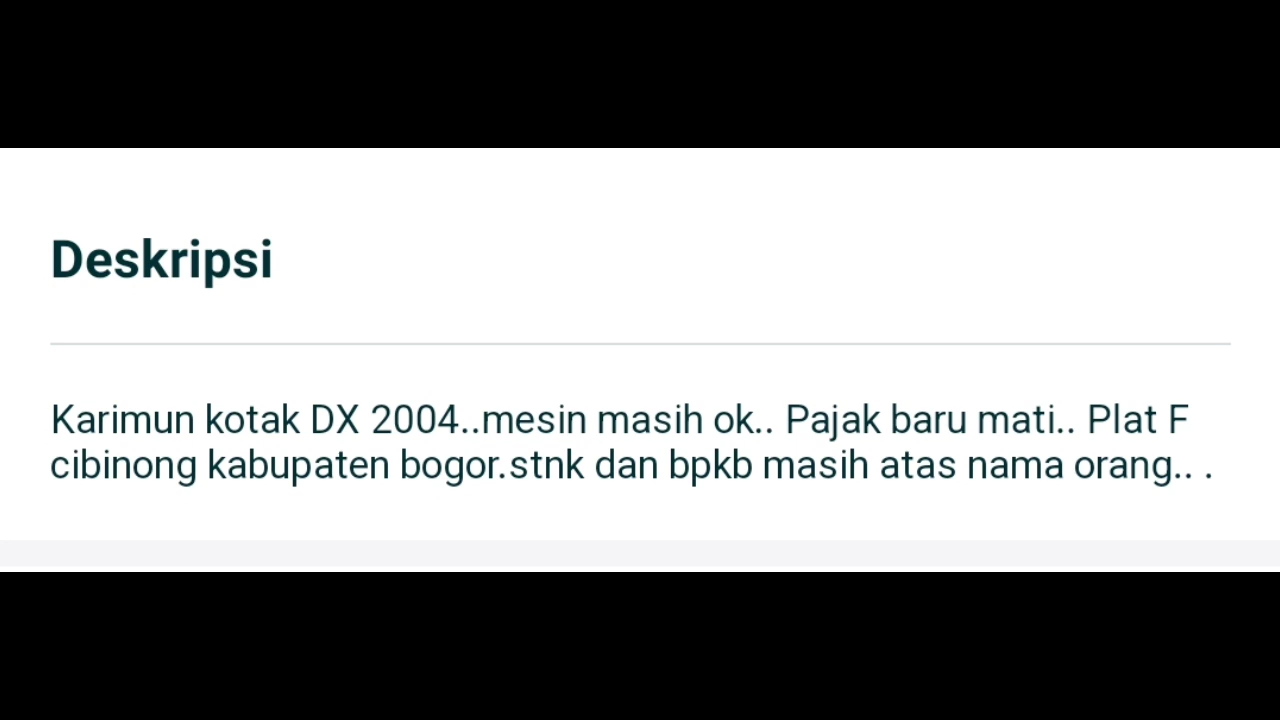 Deskripsi
Karimun kotak DX 2004..mesin masih ok.. Pajak baru mati.. Plat F
cibinong kabupaten bogor.stnk dan bpkb masih atas nama orang.. .